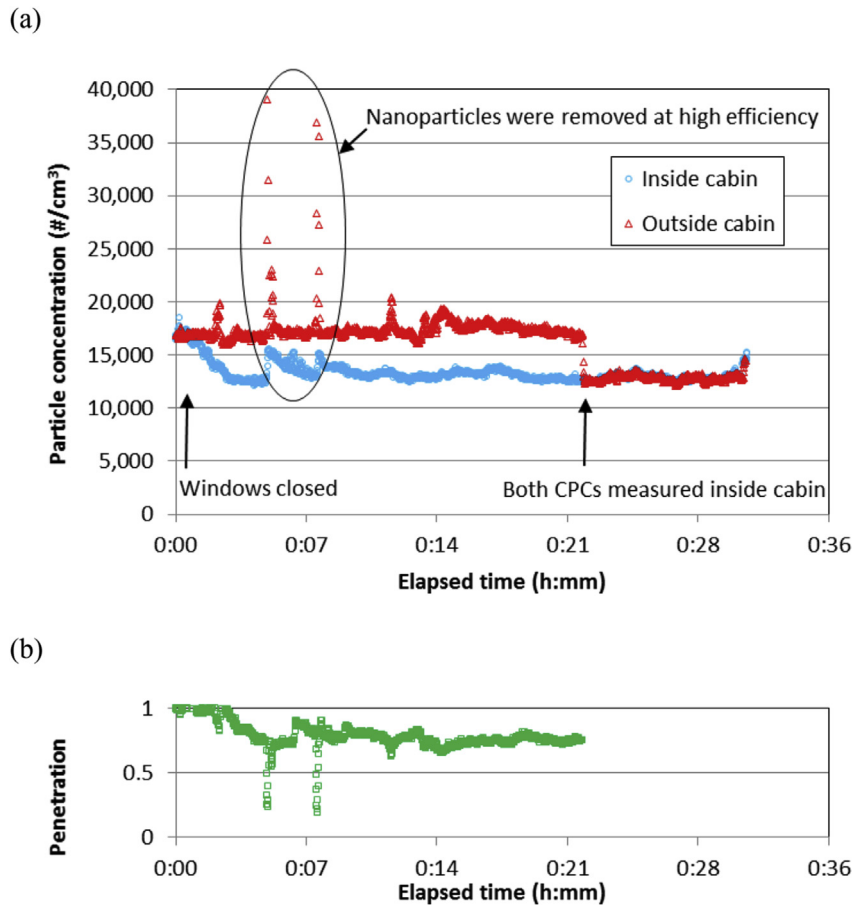 (a)
40,000
35,000
30,000
25,000
20,000
15,000
10,000
5,000
0
Particle concentration (#/cm³)
Nanoparticles were removed at high efficiency
Inside cabin
Outside cabin
Windows closed
Both CPCs measured inside cabin
0:00 0:07 0:14 0:21 0:28 0:36
Elapsed time (h:mm)
(b)
1
0.5
0
Penetration
0:00 0:07 0:14 0:21 0:28 0:36
Elapsed time (h:mm)